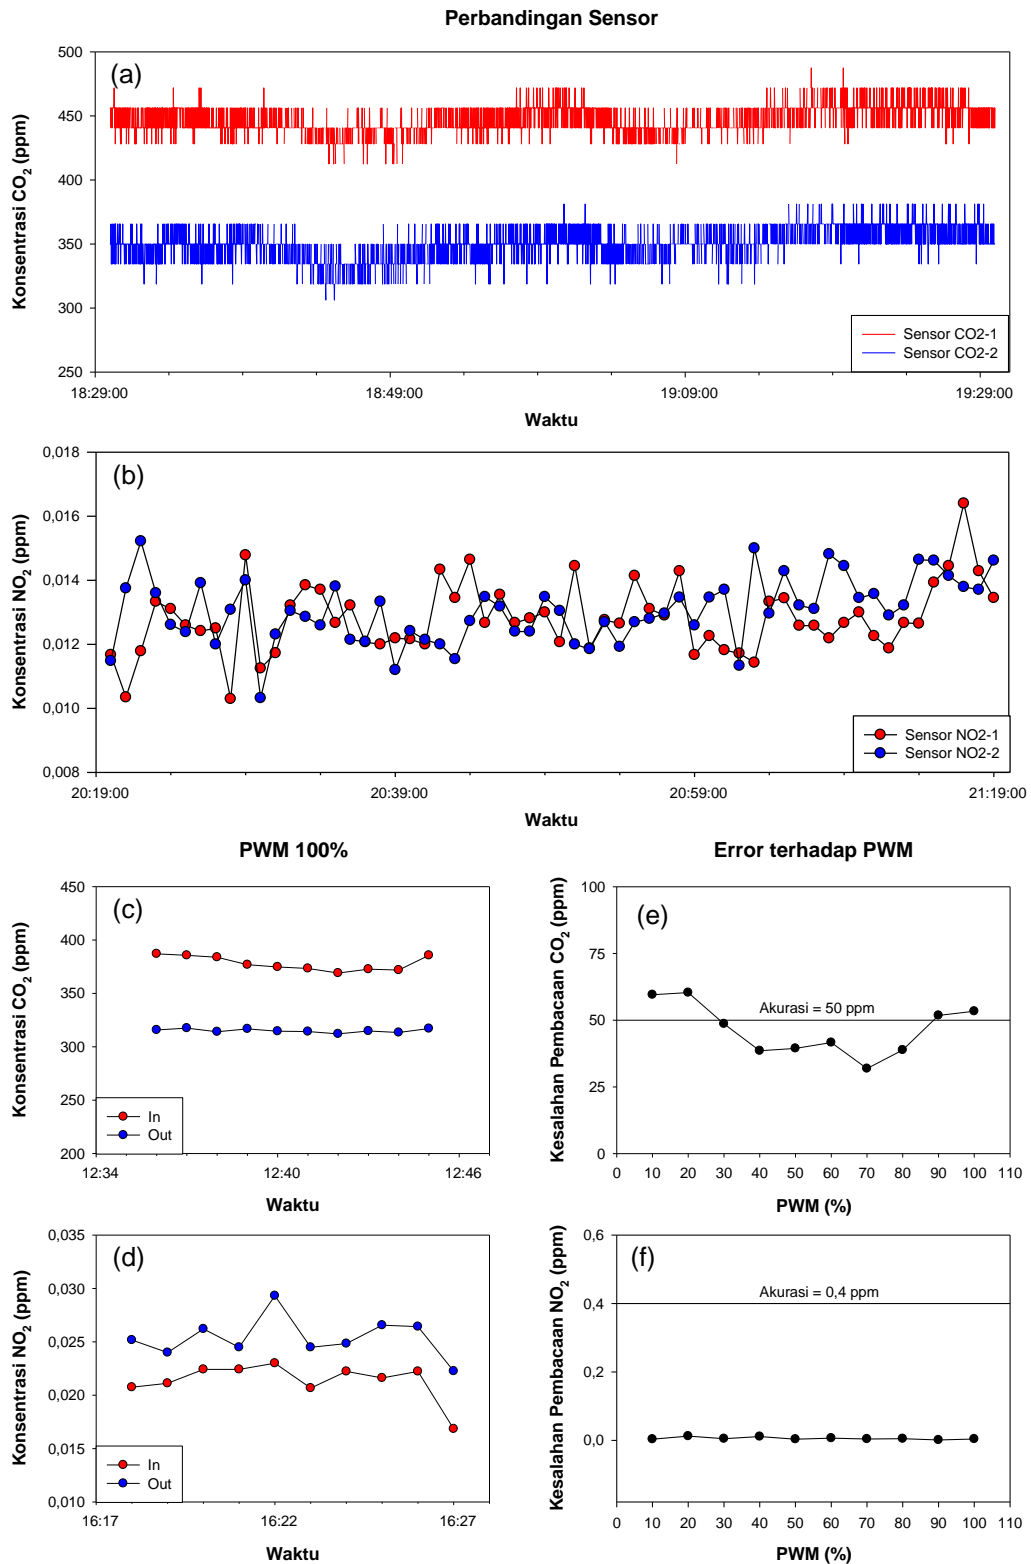 Perbandingan Sensor
(a)
Konsentrasi CO2 (ppm)
500
450
400
350
300
250
Sensor CO2-1
Sensor CO2-2
18:29:00 18:49:00 19:09:00 19:29:00
Waktu
(b)
Konsentrasi NO2 (ppm)
0,018
0,016
0,014
0,012
0,010
0,008
Sensor NO2-1
Sensor NO2-2
20:19:00 20:39:00 20:59:00 21:19:00
Waktu
PWM 100%
(c)
Konsentrasi CO2 (ppm)
450
400
350
300
250
200
In
Out
12:34 12:40 12:46
Waktu
Error terhadap PWM
(e)
Kesalahan Pembacaan CO2 (ppm)
100
75
50
25
0
Akurasi = 50 ppm
0 10 20 30 40 50 60 70 80 90 100 110
PWM (%)
(d)
Konsentrasi NO2 (ppm)
0,035
0,030
0,025
0,020
0,015
0,010
In
Out
16:17 16:22 16:27
Waktu
(f)
Kesalahan Pembacaan NO2 (ppm)
0,6
0,4
0,2
0,0
Akurasi = 0,4 ppm
0 10 20 30 40 50 60 70 80 90 100 110
PWM (%)